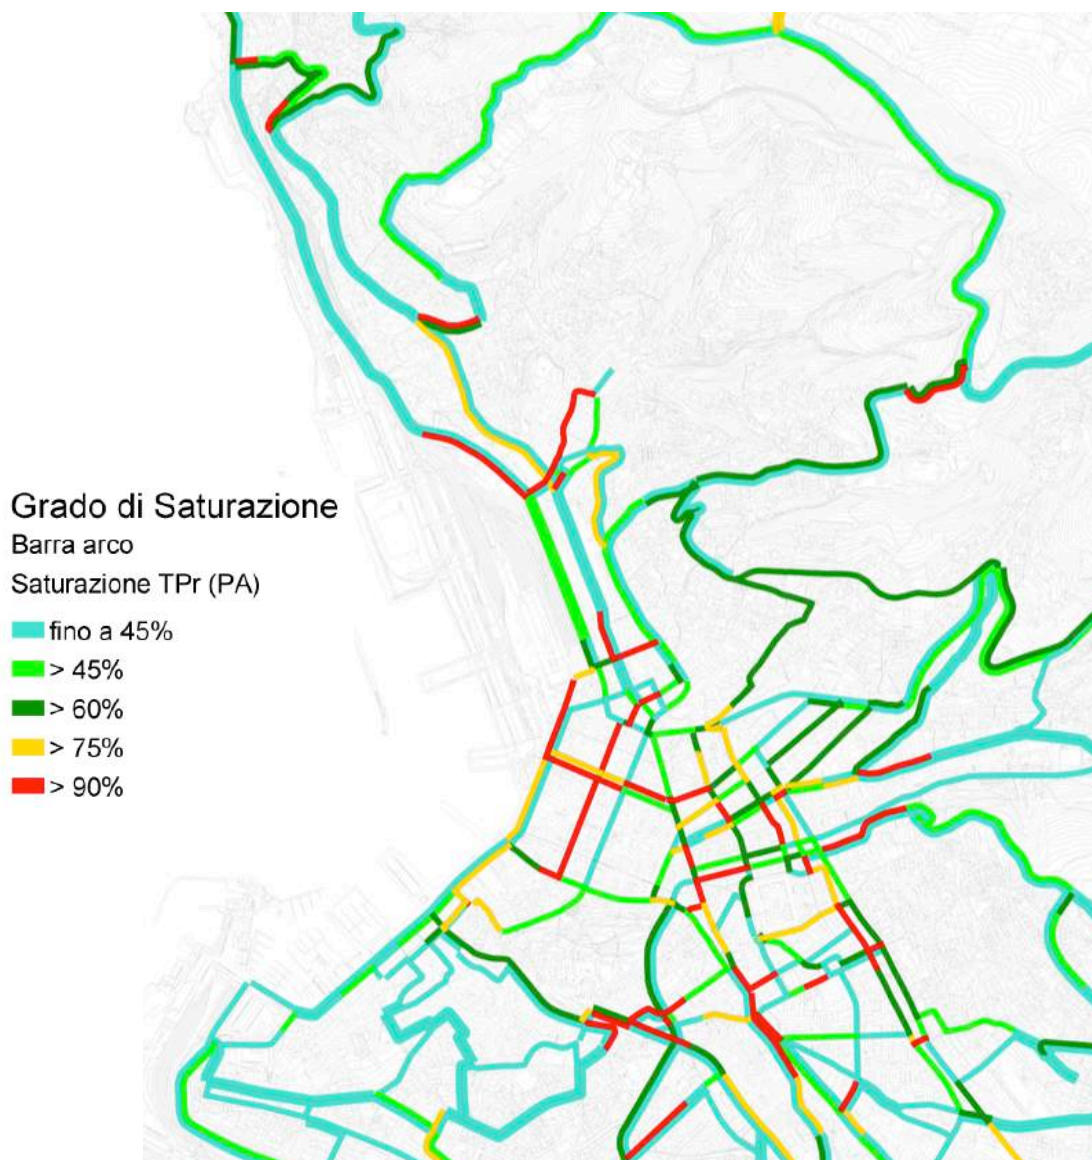 Grado di Saturazione
Barra arco
Saturazione TPr (PA)
fino a 45%
> 45%
> 60%
> 75%
> 90%